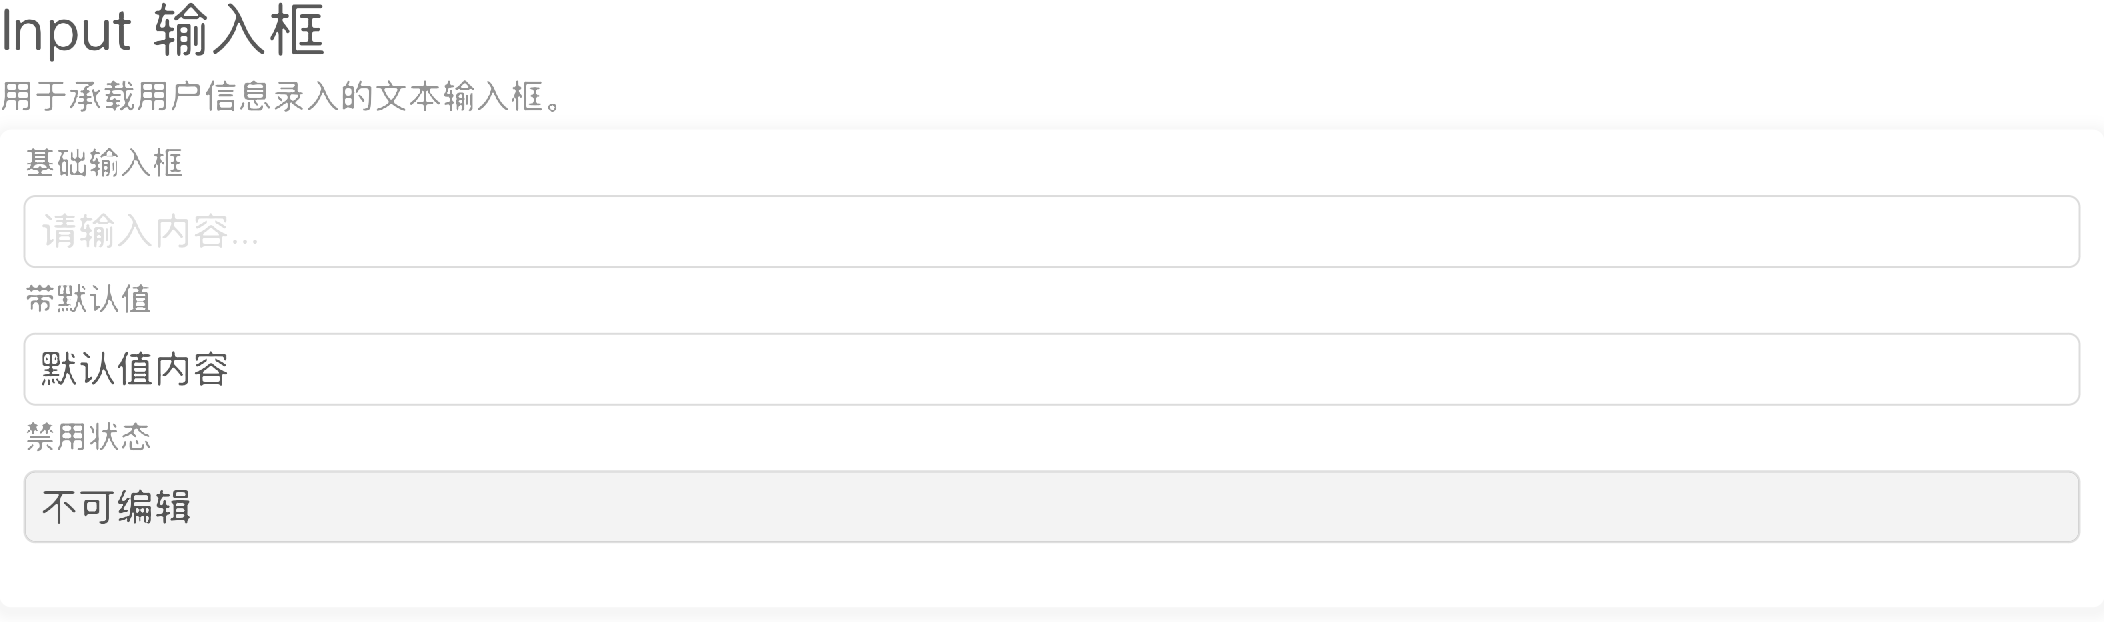 Input 输入框
用于承载用户信息录入的文本输入框。
基础输入框
请输入内容...
带默认值
默认值内容
禁用状态
不可编辑